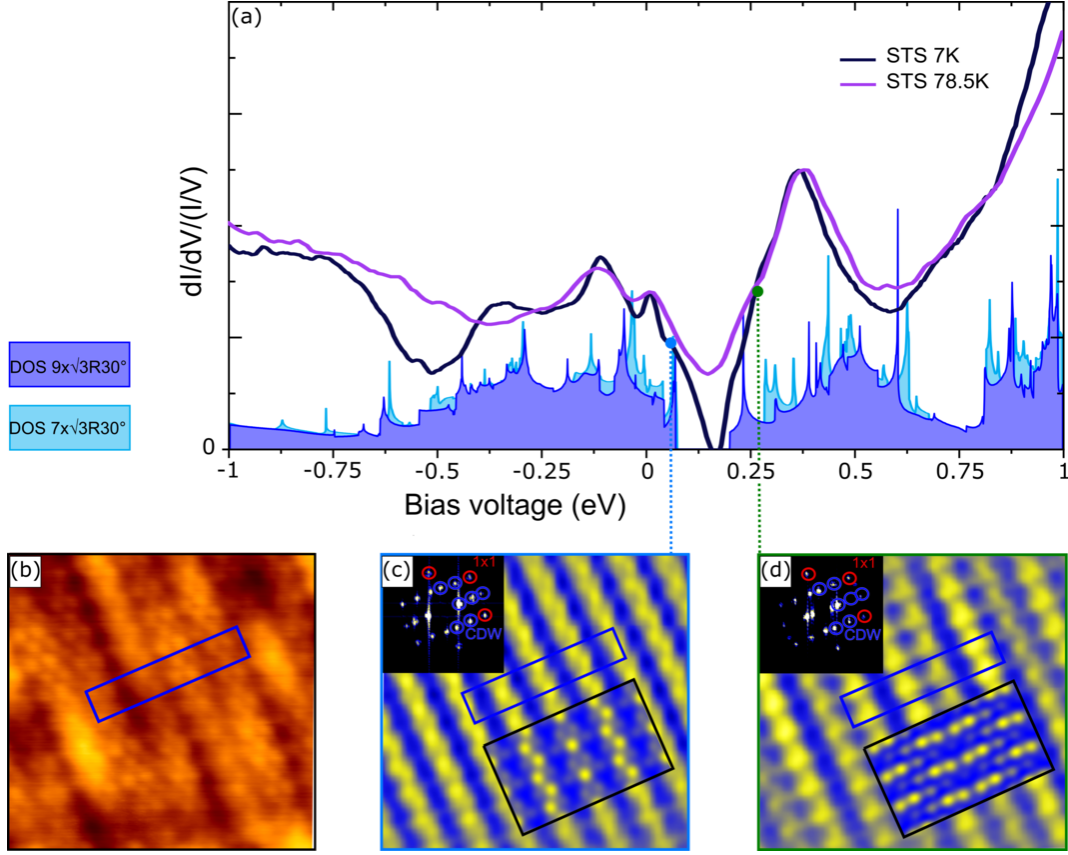 (a)
STS 7K
STS 78.5K
dI/dV/(I/V)
DOS 9x√3R30°
DOS 7x√3R30°
0
-1 -0.75 -0.5 -0.25 0 0.25 0.5 0.75 1
Bias voltage (eV)
(b)
(c)
1x1
CDW
(d)
1x1
CDW